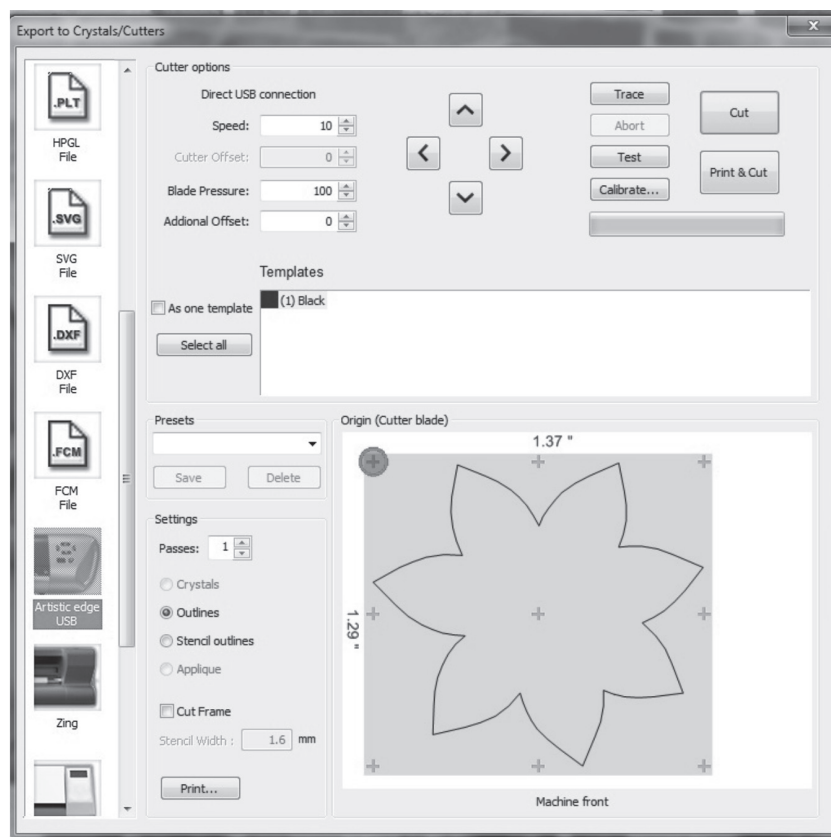 Export to Crystals/Cutters
x
.PLT
HPGL
File
.SVG
SVG
File
.DXF
DXF
File
.FCM
FCM
File
Artistic edge
USB
Zing
Cutter options
Direct USB connection
Speed: 10
Cutter Offset: 0
Blade Pressure: 100
Addional Offset: 0
Trace
Abort
Test
Calibrate...
Cut
Print & Cut
Templates
As one template
(1) Black
Select all
Presets
Save Delete
Settings
Passes: 1
Crystals
Outlines
Stencil outlines
Applique
Cut Frame
Stencil Width : 1.6 mm
Print...
Origin (Cutter blade)
1.37 "
1.29 "
Machine front